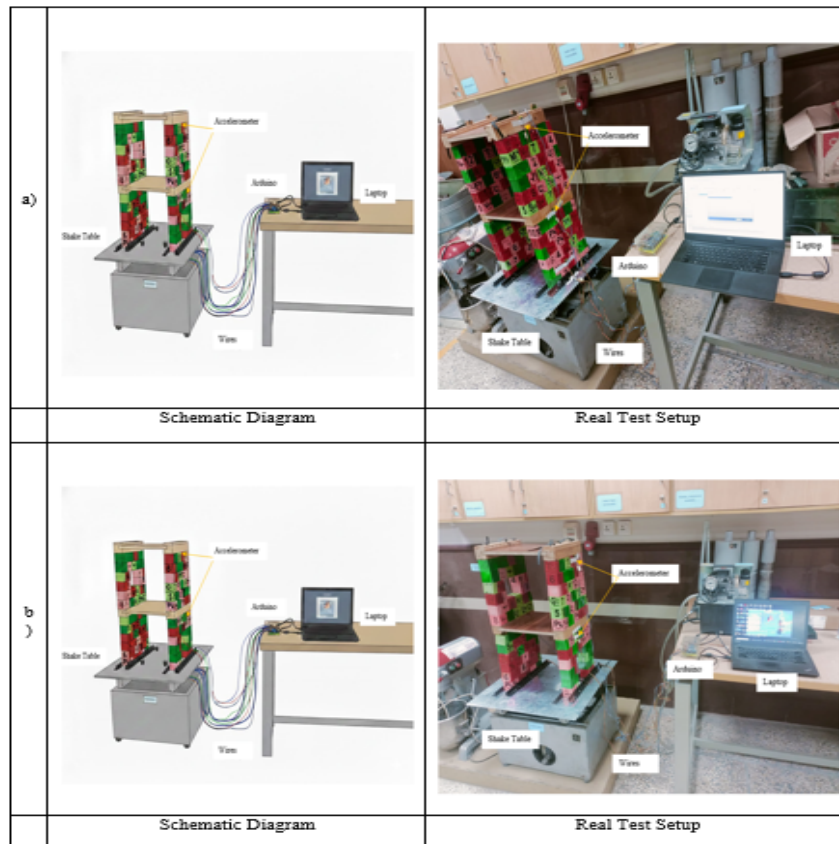 a)
Accelerometer
Arduino
Laptop
Shake Table
Wires
Accelerometer
Laptop
Arduino
Shake Table
Wires
Schematic Diagram
Real Test Setup
b)
Accelerometer
Arduino
Laptop
Shake Table
Wires
Accelerometer
Arduino
Laptop
Shake Table
Wires
Schematic Diagram
Real Test Setup